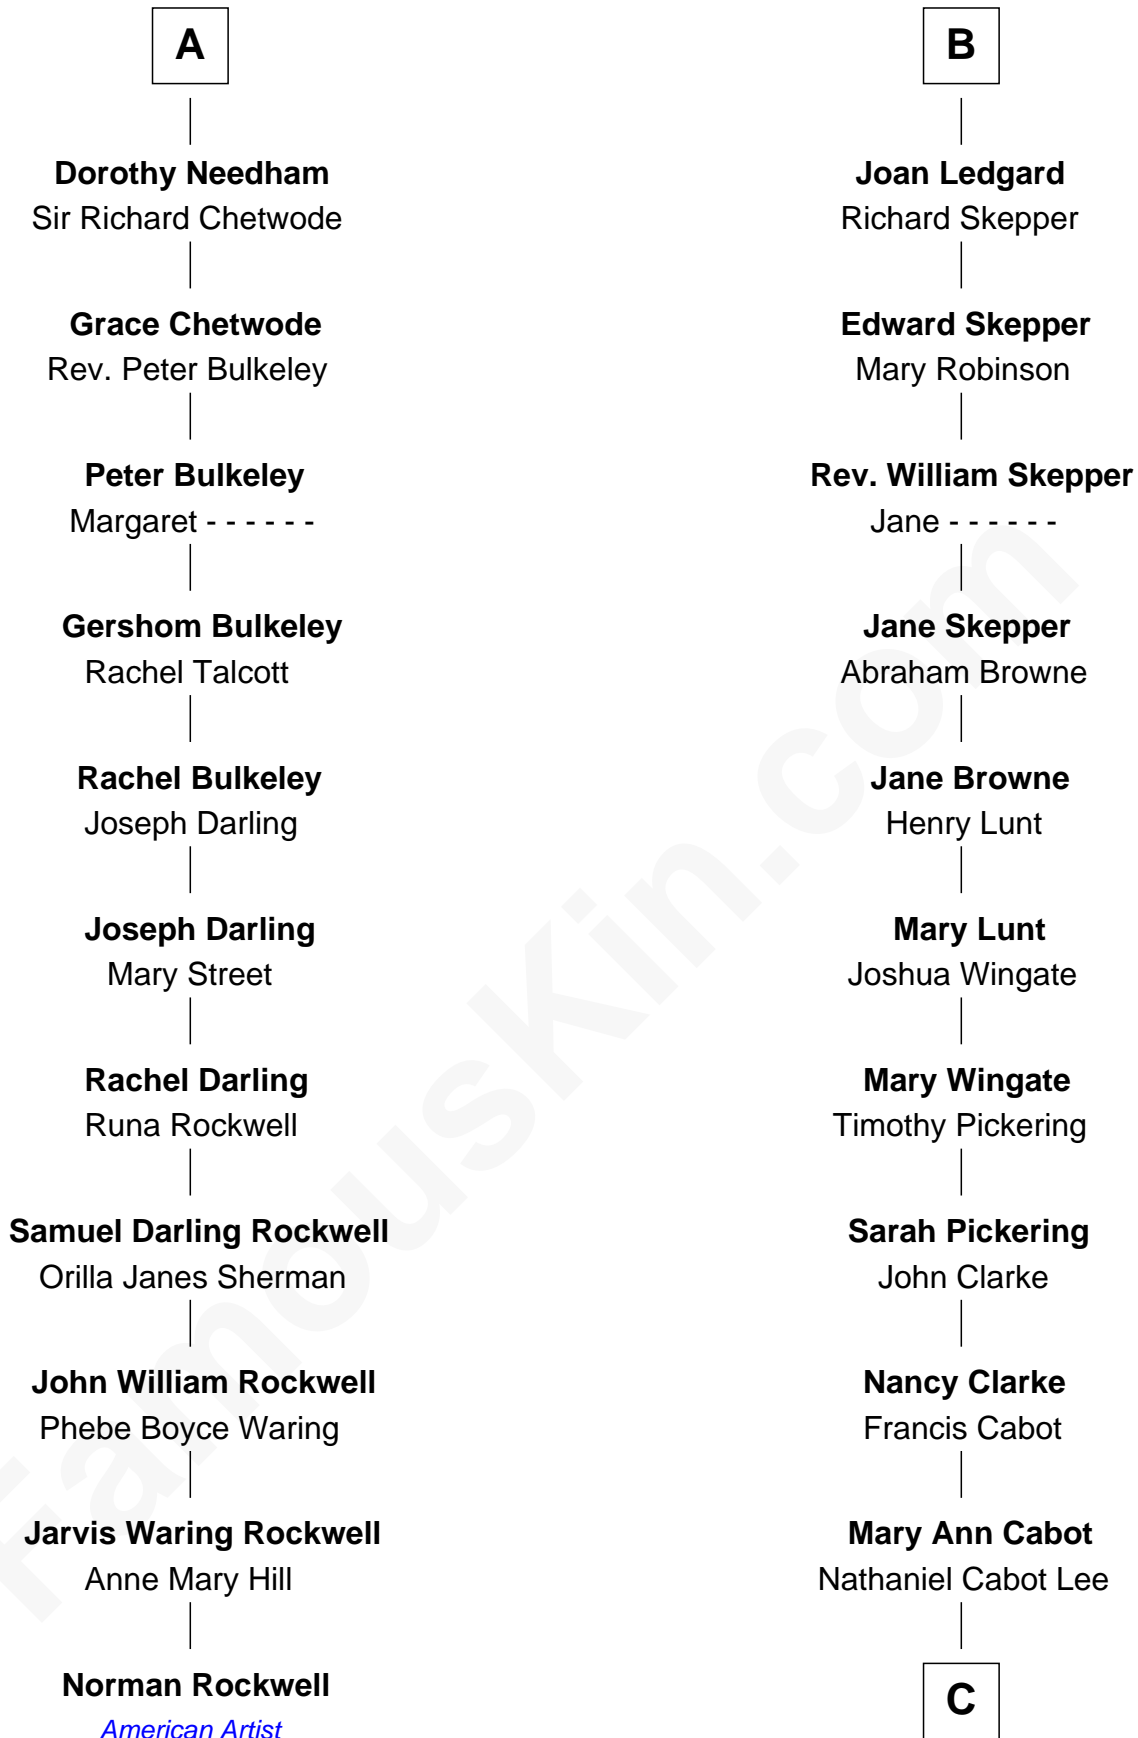 A
Dorothy Needham
Sir Richard Chetwode
Grace Chetwode
Rev. Peter Bulkeley
Peter Bulkeley
Margaret - - - - - -
Gershom Bulkeley
Rachel Talcott
Rachel Bulkeley
Joseph Darling
Joseph Darling
Mary Street
Rachel Darling
Runa Rockwell
Samuel Darling Rockwell
Orilla Janes Sherman
John William Rockwell
Phebe Boyce Waring
Jarvis Waring Rockwell
Anne Mary Hill
Norman Rockwell
American Artist
B
Joan Ledgard
Richard Skepper
Edward Skepper
Mary Robinson
Rev. William Skepper
Jane - - - - - -
Jane Skepper
Abraham Browne
Jane Browne
Henry Lunt
Mary Lunt
Joshua Wingate
Mary Wingate
Timothy Pickering
Sarah Pickering
John Clarke
Nancy Clarke
Francis Cabot
Mary Ann Cabot
Nathaniel Cabot Lee
C
FamousKin.com